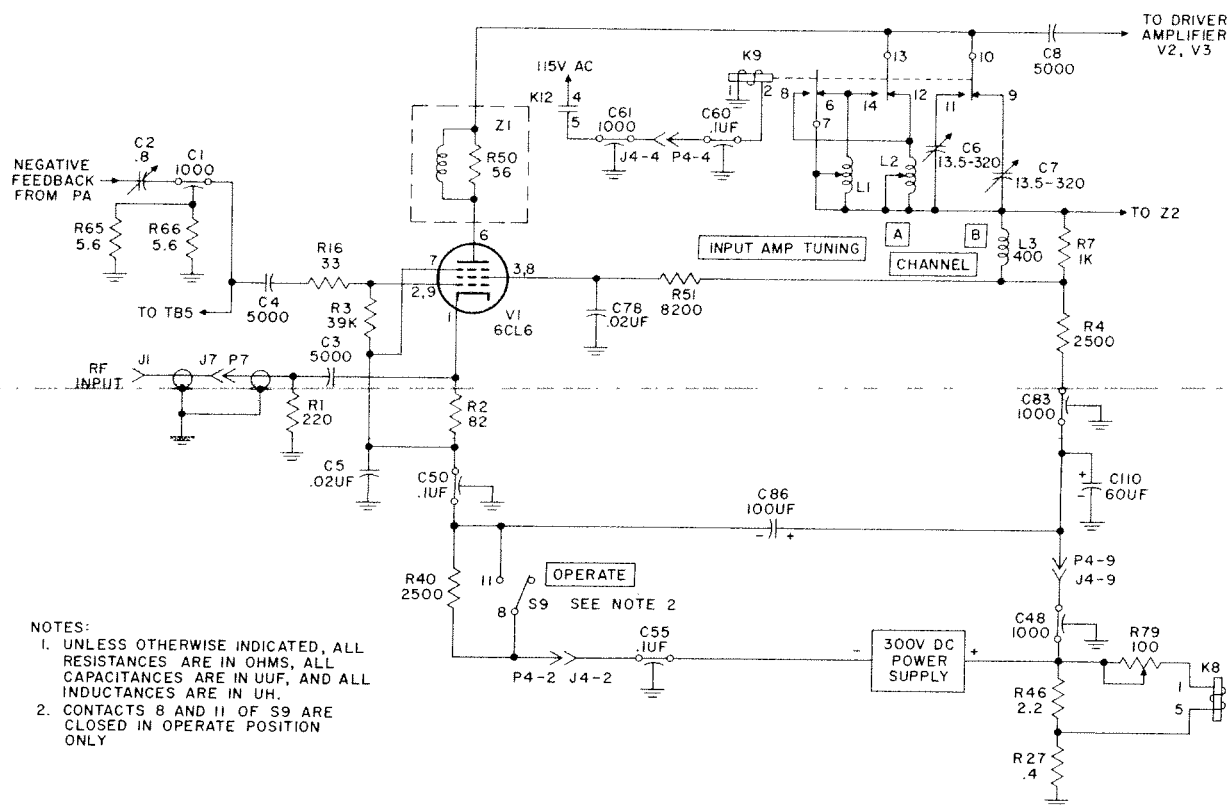 TO DRIVER
AMPLIFIER
V2, V3
C8
5000
K9
115V AC
K12
4
5
C61
1000
J4-4
P4-4
C60
.1UF
1
2
8
6
7
14
13
12
11
10
9
L1
L2
C6
13.5-320
C7
13.5-320
TO Z2
INPUT AMP TUNING
A
B
CHANNEL
L3
400
R7
1K
Z1
R50
56
NEGATIVE
FEEDBACK
FROM PA
C2
.8
C1
1000
R65
5.6
R66
5.6
TO TB5
C4
5000
R16
33
R3
39K
6
7
2,9
3,8
1
V1
6CL6
C78
.02UF
R51
8200
R4
2500
RF
INPUT
J1
J7
P7
R1
220
C3
5000
R2
82
C5
.02UF
C50
.1UF
C83
1000
C110
60UF
+
-
C86
100UF
- +
P4-9
J4-9
R40
2500
11
8
OPERATE
S9 SEE NOTE 2
P4-2
J4-2
C55
.1UF
-
300V DC
POWER
SUPPLY
+
C48
1000
R79
100
K8
1
5
R46
2.2
R27
.4
NOTES:
1. UNLESS OTHERWISE INDICATED, ALL
RESISTANCES ARE IN OHMS, ALL
CAPACITANCES ARE IN UUF, AND ALL
INDUCTANCES ARE IN UH.
2. CONTACTS 8 AND 11 OF S9 ARE
CLOSED IN OPERATE POSITION
ONLY